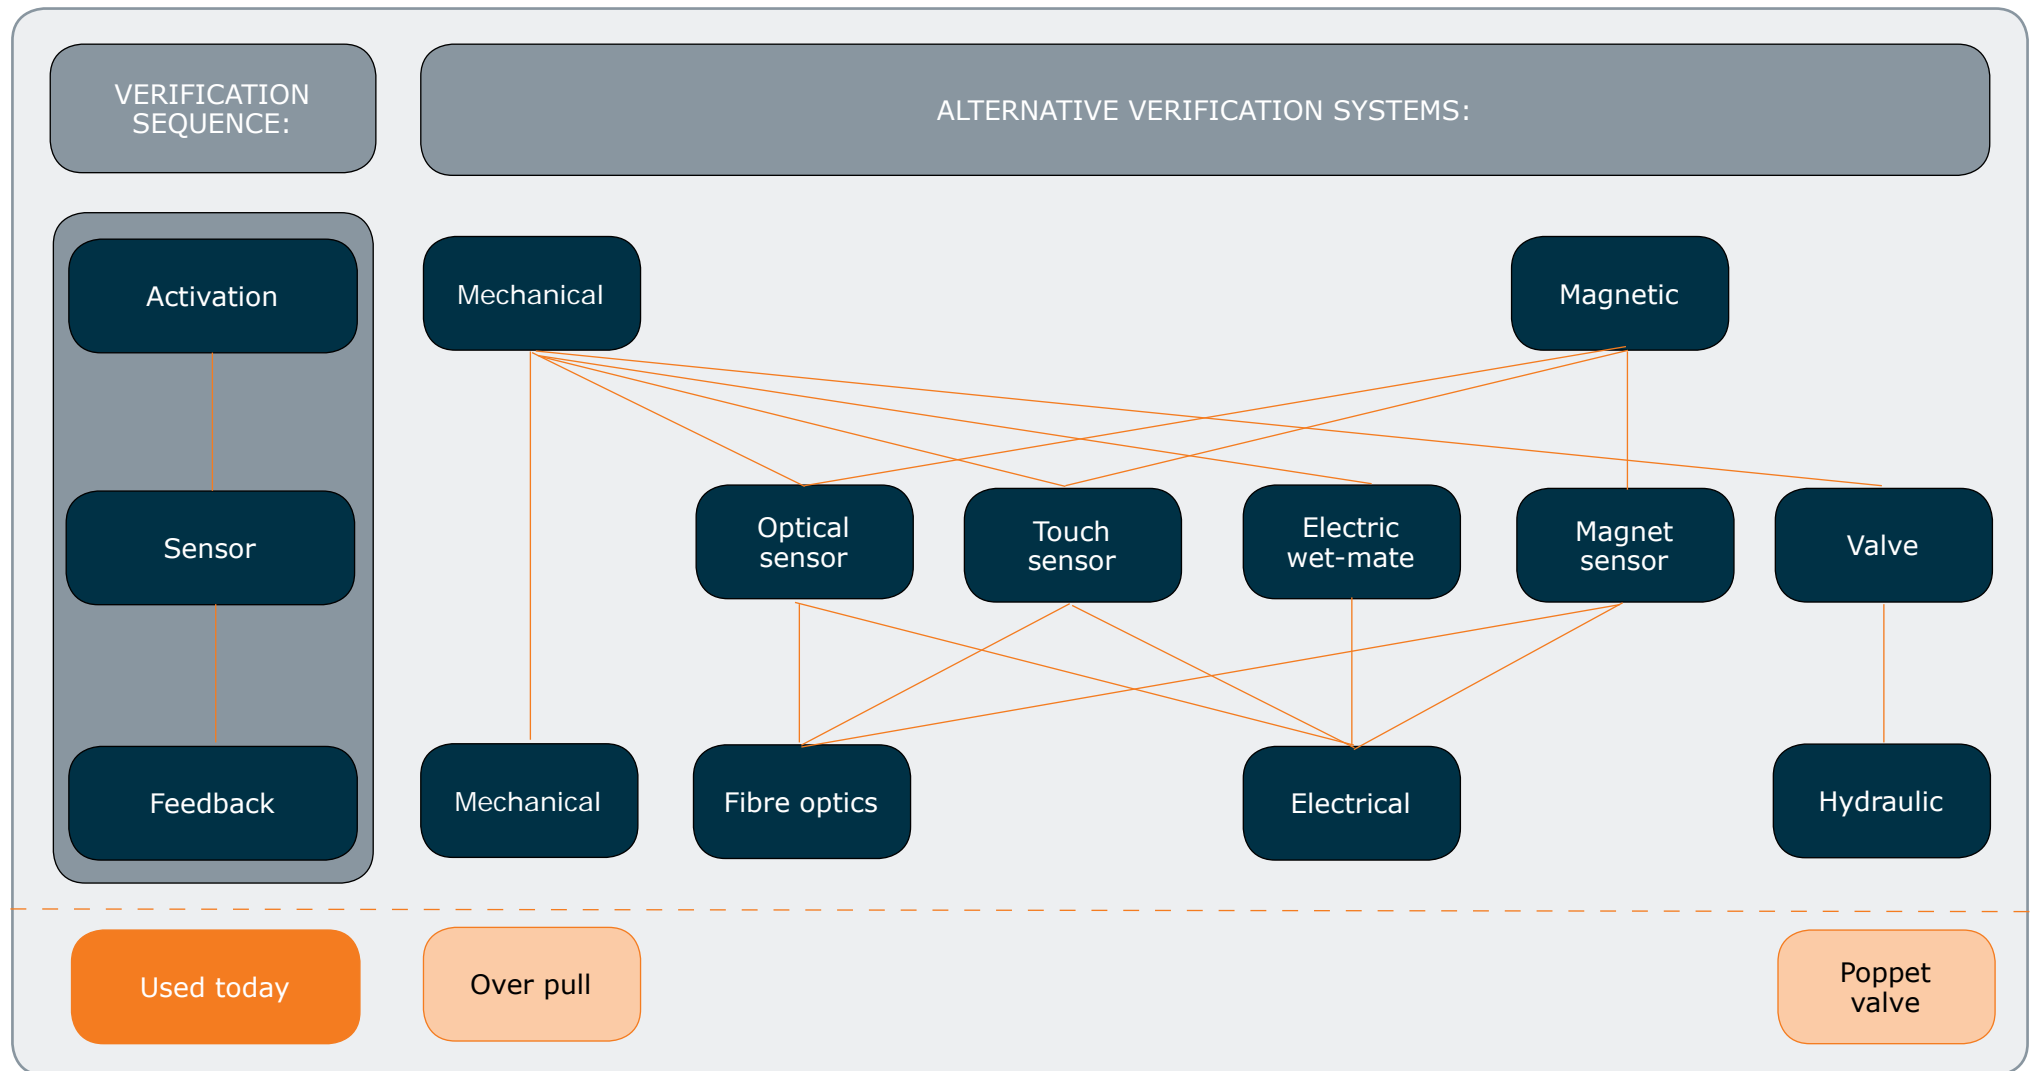 VERIFICATION
SEQUENCE:
ALTERNATIVE VERIFICATION SYSTEMS:
Activation
Mechanical
Magnetic
Sensor
Optical
sensor
Touch
sensor
Electric
wet-mate
Magnet
sensor
Valve
Feedback
Mechanical
Fibre optics
Electrical
Hydraulic
Used today
Over pull
Poppet
valve